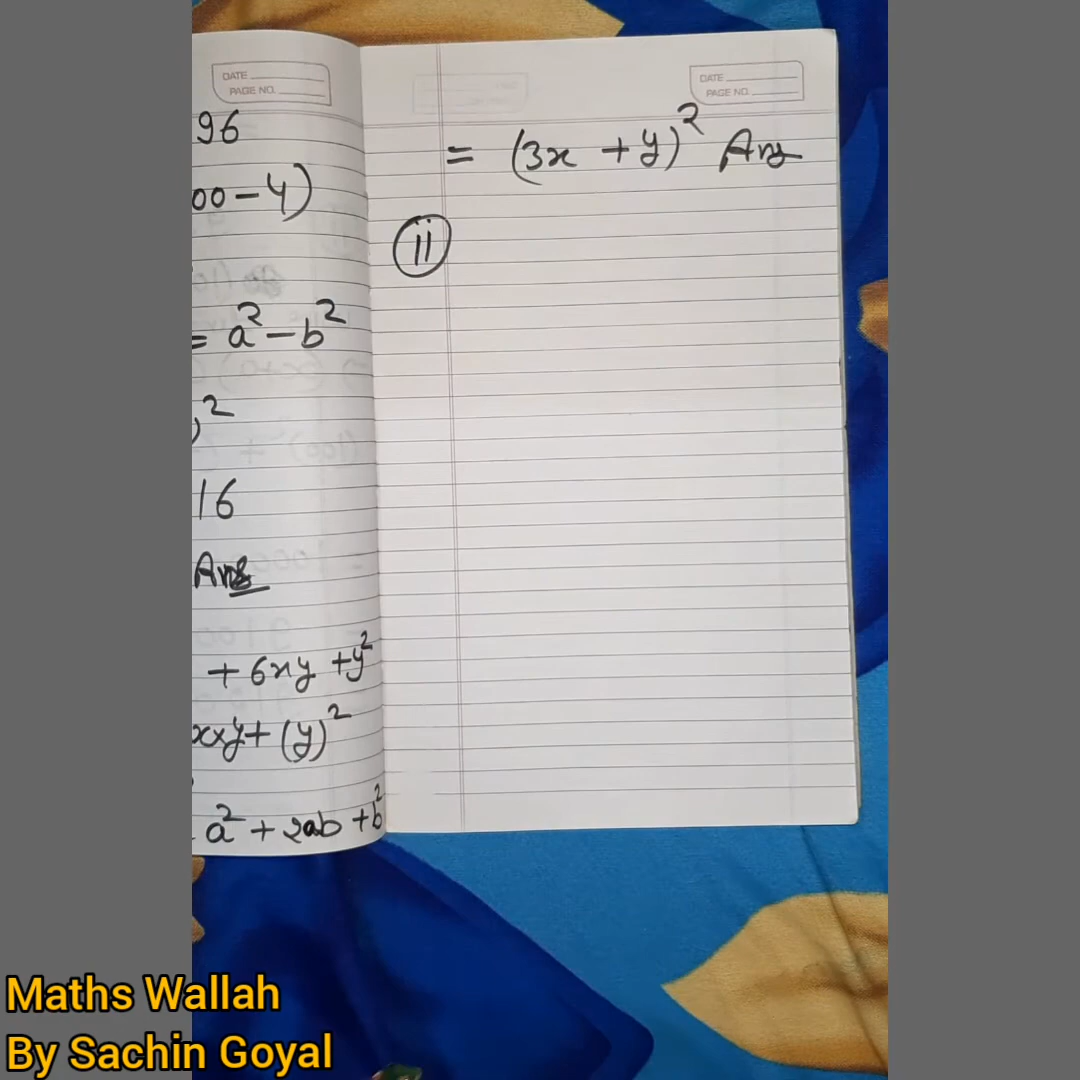 DATE
PAGE NO.
96
00-4)
= a² - b²
)²
16
Ans
+ 6xy + y²
x×y + (y)²
a² + 2ab + b²
DATE
PAGE NO.
= (3x + y)² Ans
ii
Maths Wallah
By Sachin Goyal